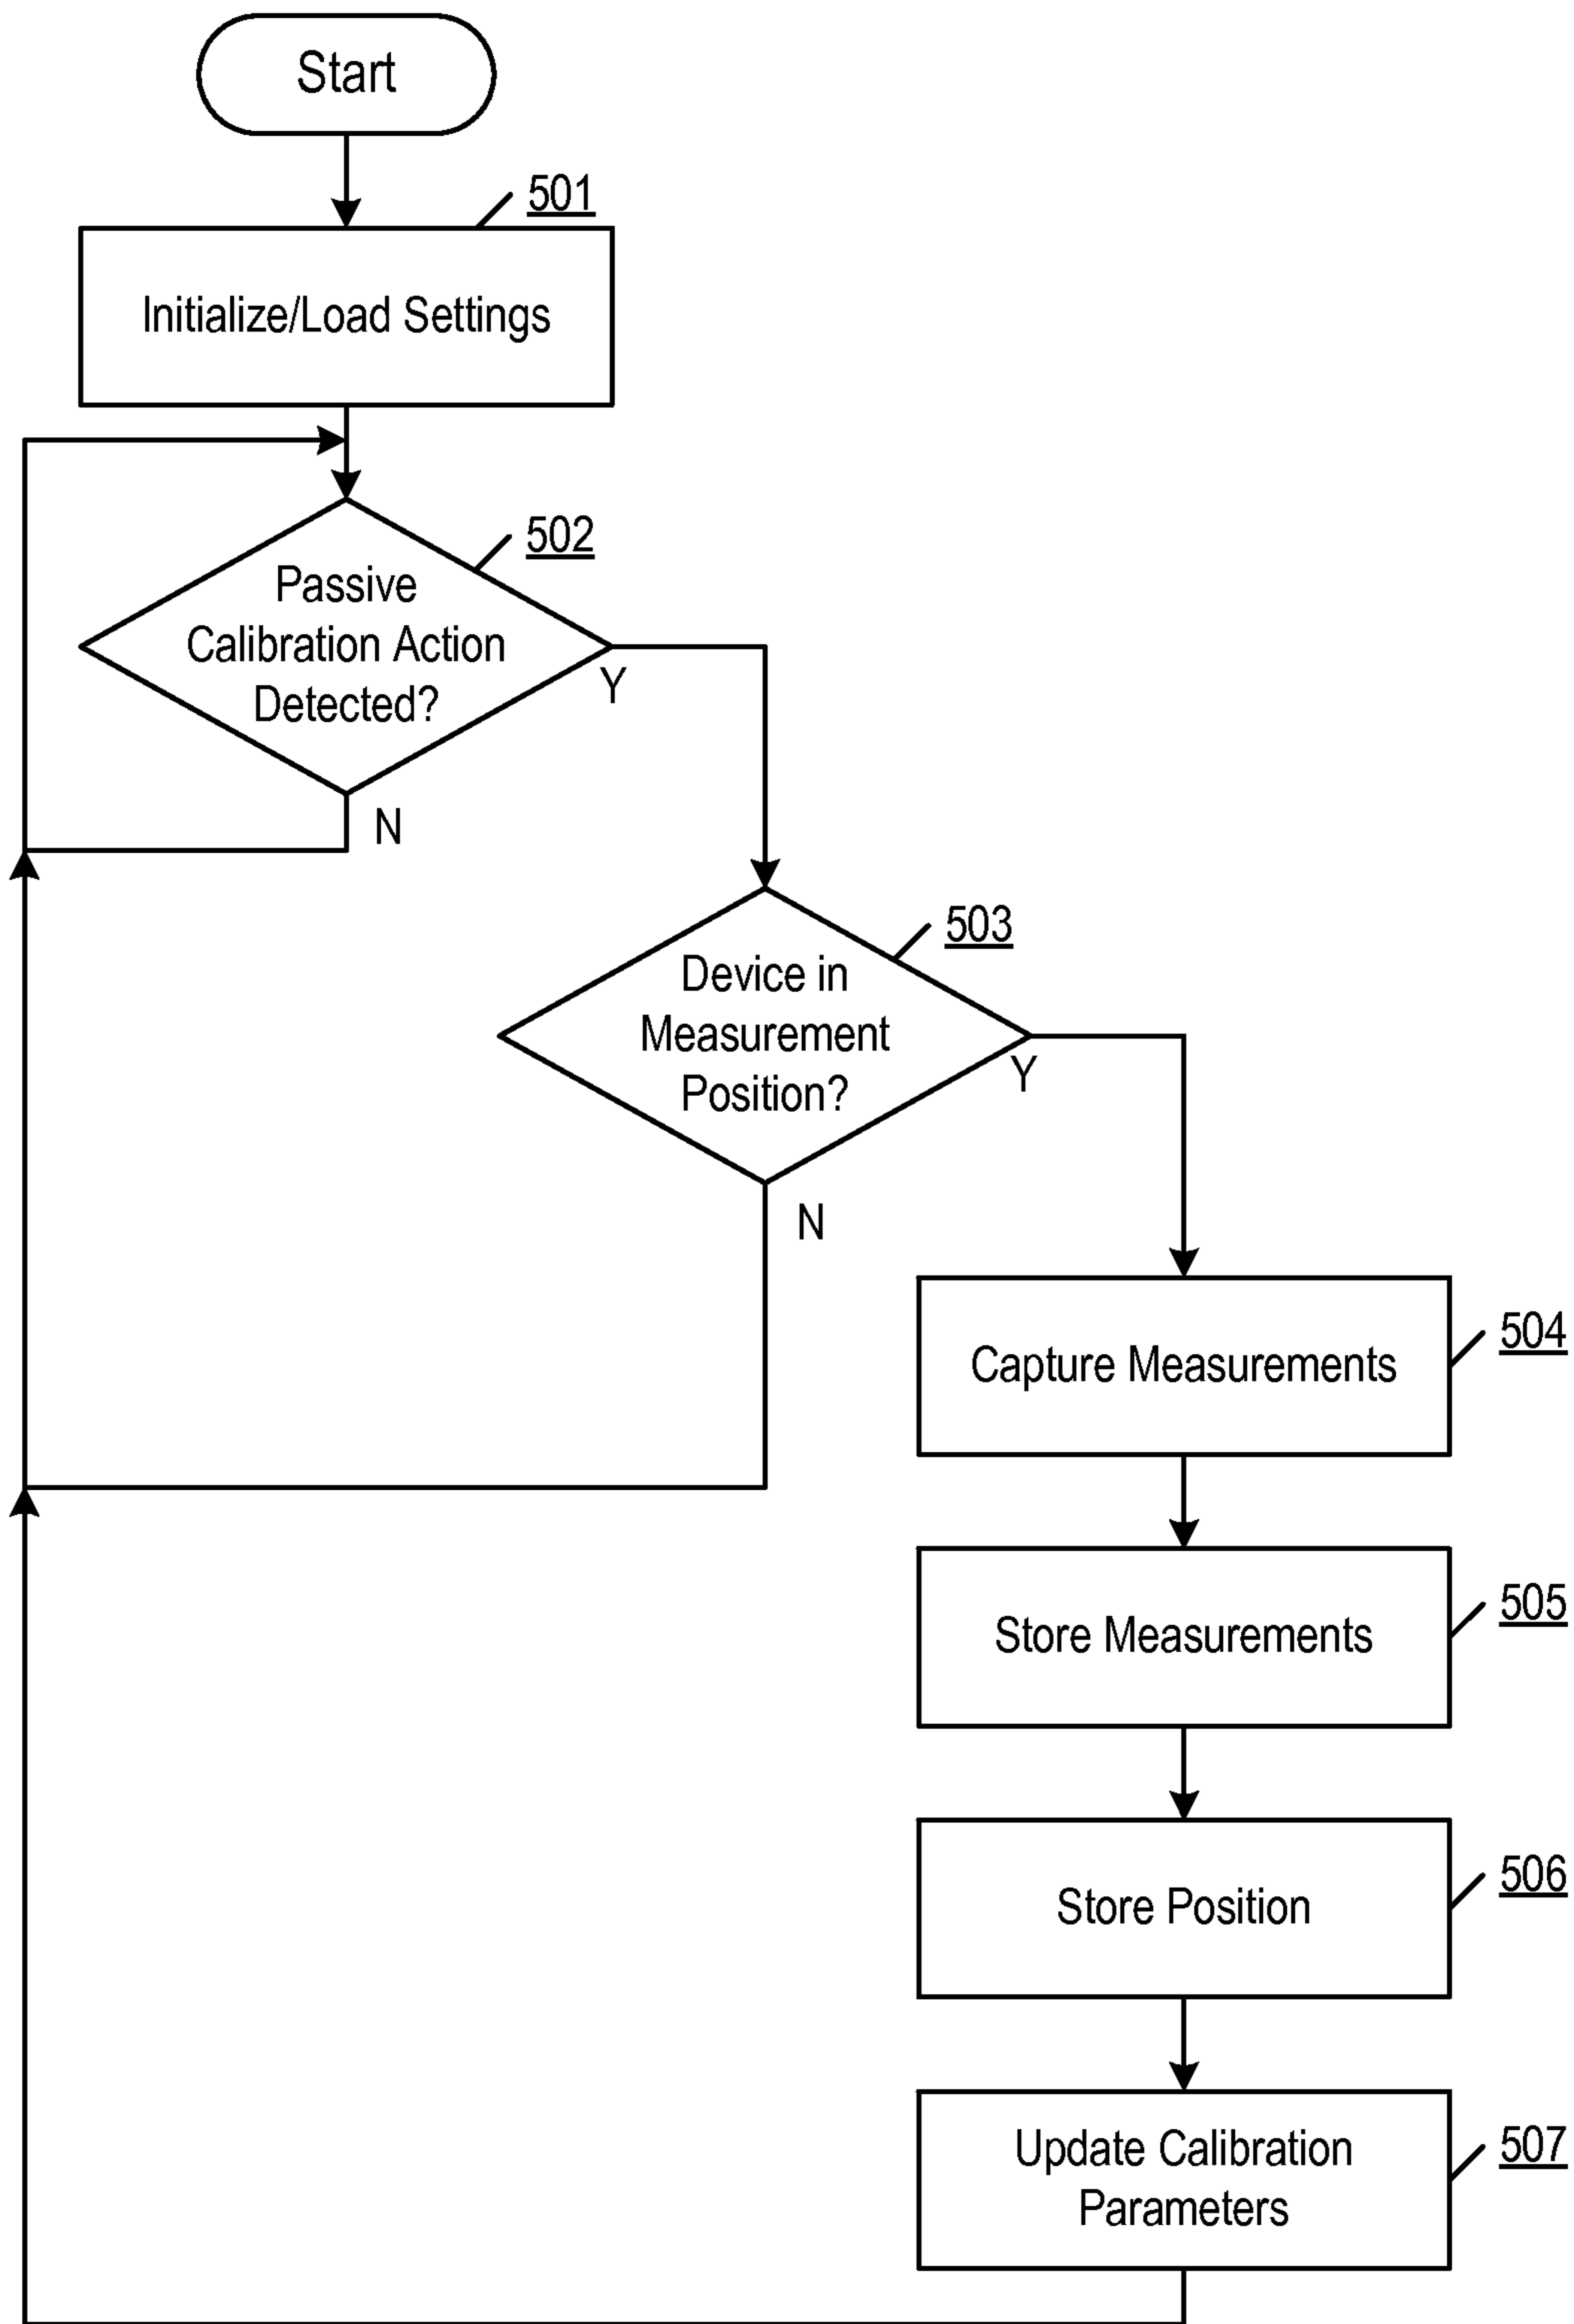 Start
501
Initialize/Load Settings
502
Passive
Calibration Action
Detected?
Y
N
503
Device in
Measurement
Position?
Y
N
504
Capture Measurements
505
Store Measurements
506
Store Position
507
Update Calibration
Parameters